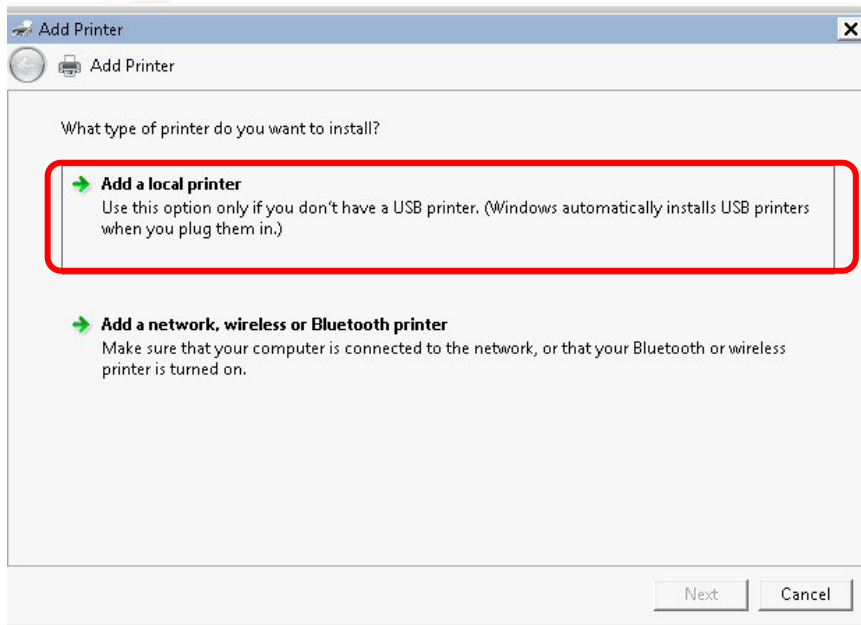 Add Printer
Add Printer
What type of printer do you want to install?
Add a local printer
Use this option only if you don't have a USB printer. (Windows automatically installs USB printers
when you plug them in.)
Add a network, wireless or Bluetooth printer
Make sure that your computer is connected to the network, or that your Bluetooth or wireless
printer is turned on.
Next Cancel